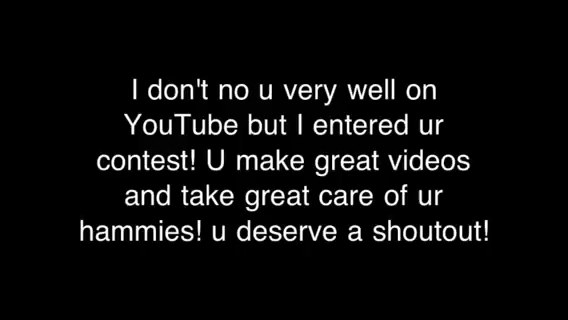 I don't no u very well on
YouTube but I entered ur
contest! U make great videos
and take great care of ur
hammies! u deserve a shoutout!